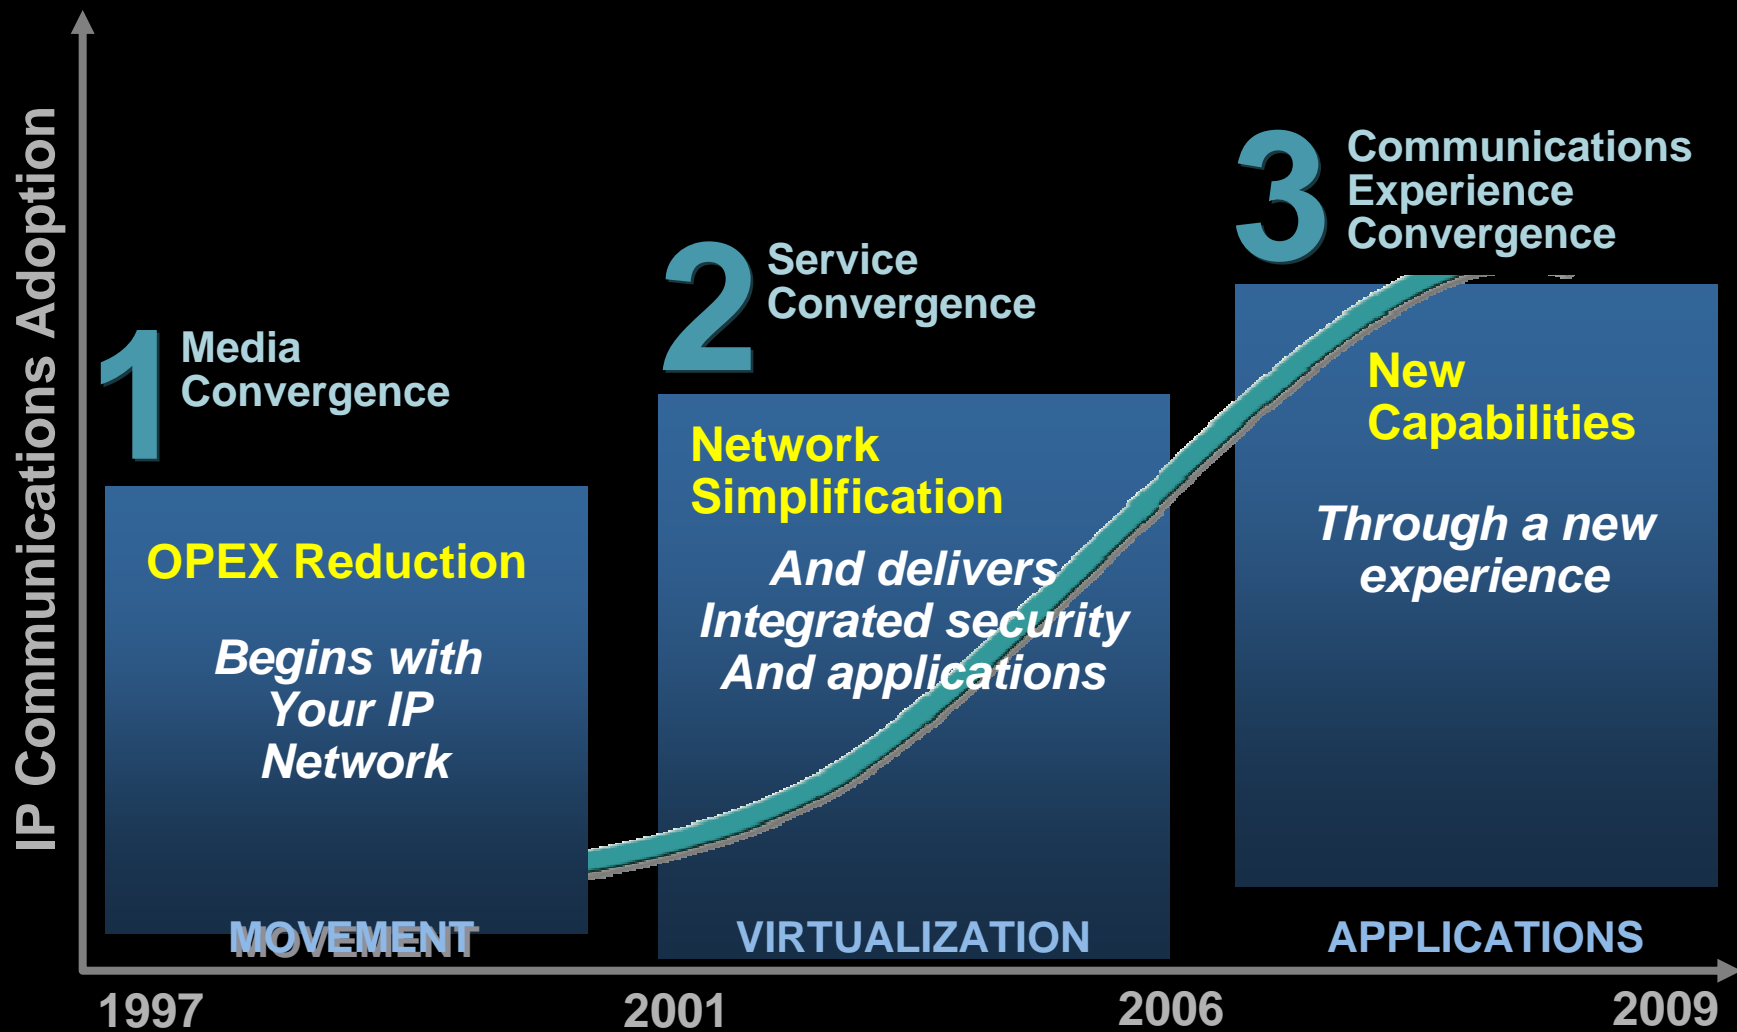 IP Communications Adoption
1
Media
Convergence
OPEX Reduction
Begins with
Your IP
Network
MOVEMENT
2
Service
Convergence
Network
Simplification
And delivers
Integrated security
And applications
VIRTUALIZATION
3
Communications
Experience
Convergence
New
Capabilities
Through a new
experience
APPLICATIONS
1997
2001
2006
2009